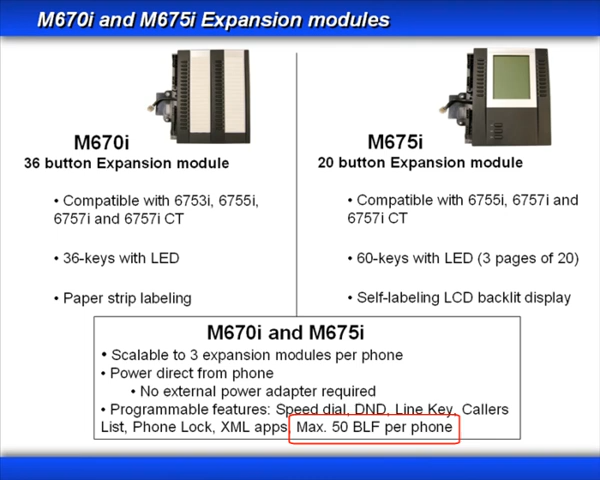 M670i and M675i Expansion modules
M670i
36 button Expansion module
• Compatible with 6753i, 6755i,
6757i and 6757i CT
• 36-keys with LED
• Paper strip labeling
M675i
20 button Expansion module
• Compatible with 6755i, 6757i and
6757i CT
• 60-keys with LED (3 pages of 20)
• Self-labeling LCD backlit display
M670i and M675i
• Scalable to 3 expansion modules per phone
• Power direct from phone
• No external power adapter required
• Programmable features: Speed dial, DND, Line Key, Callers
List, Phone Lock, XML apps, Max. 50 BLF per phone